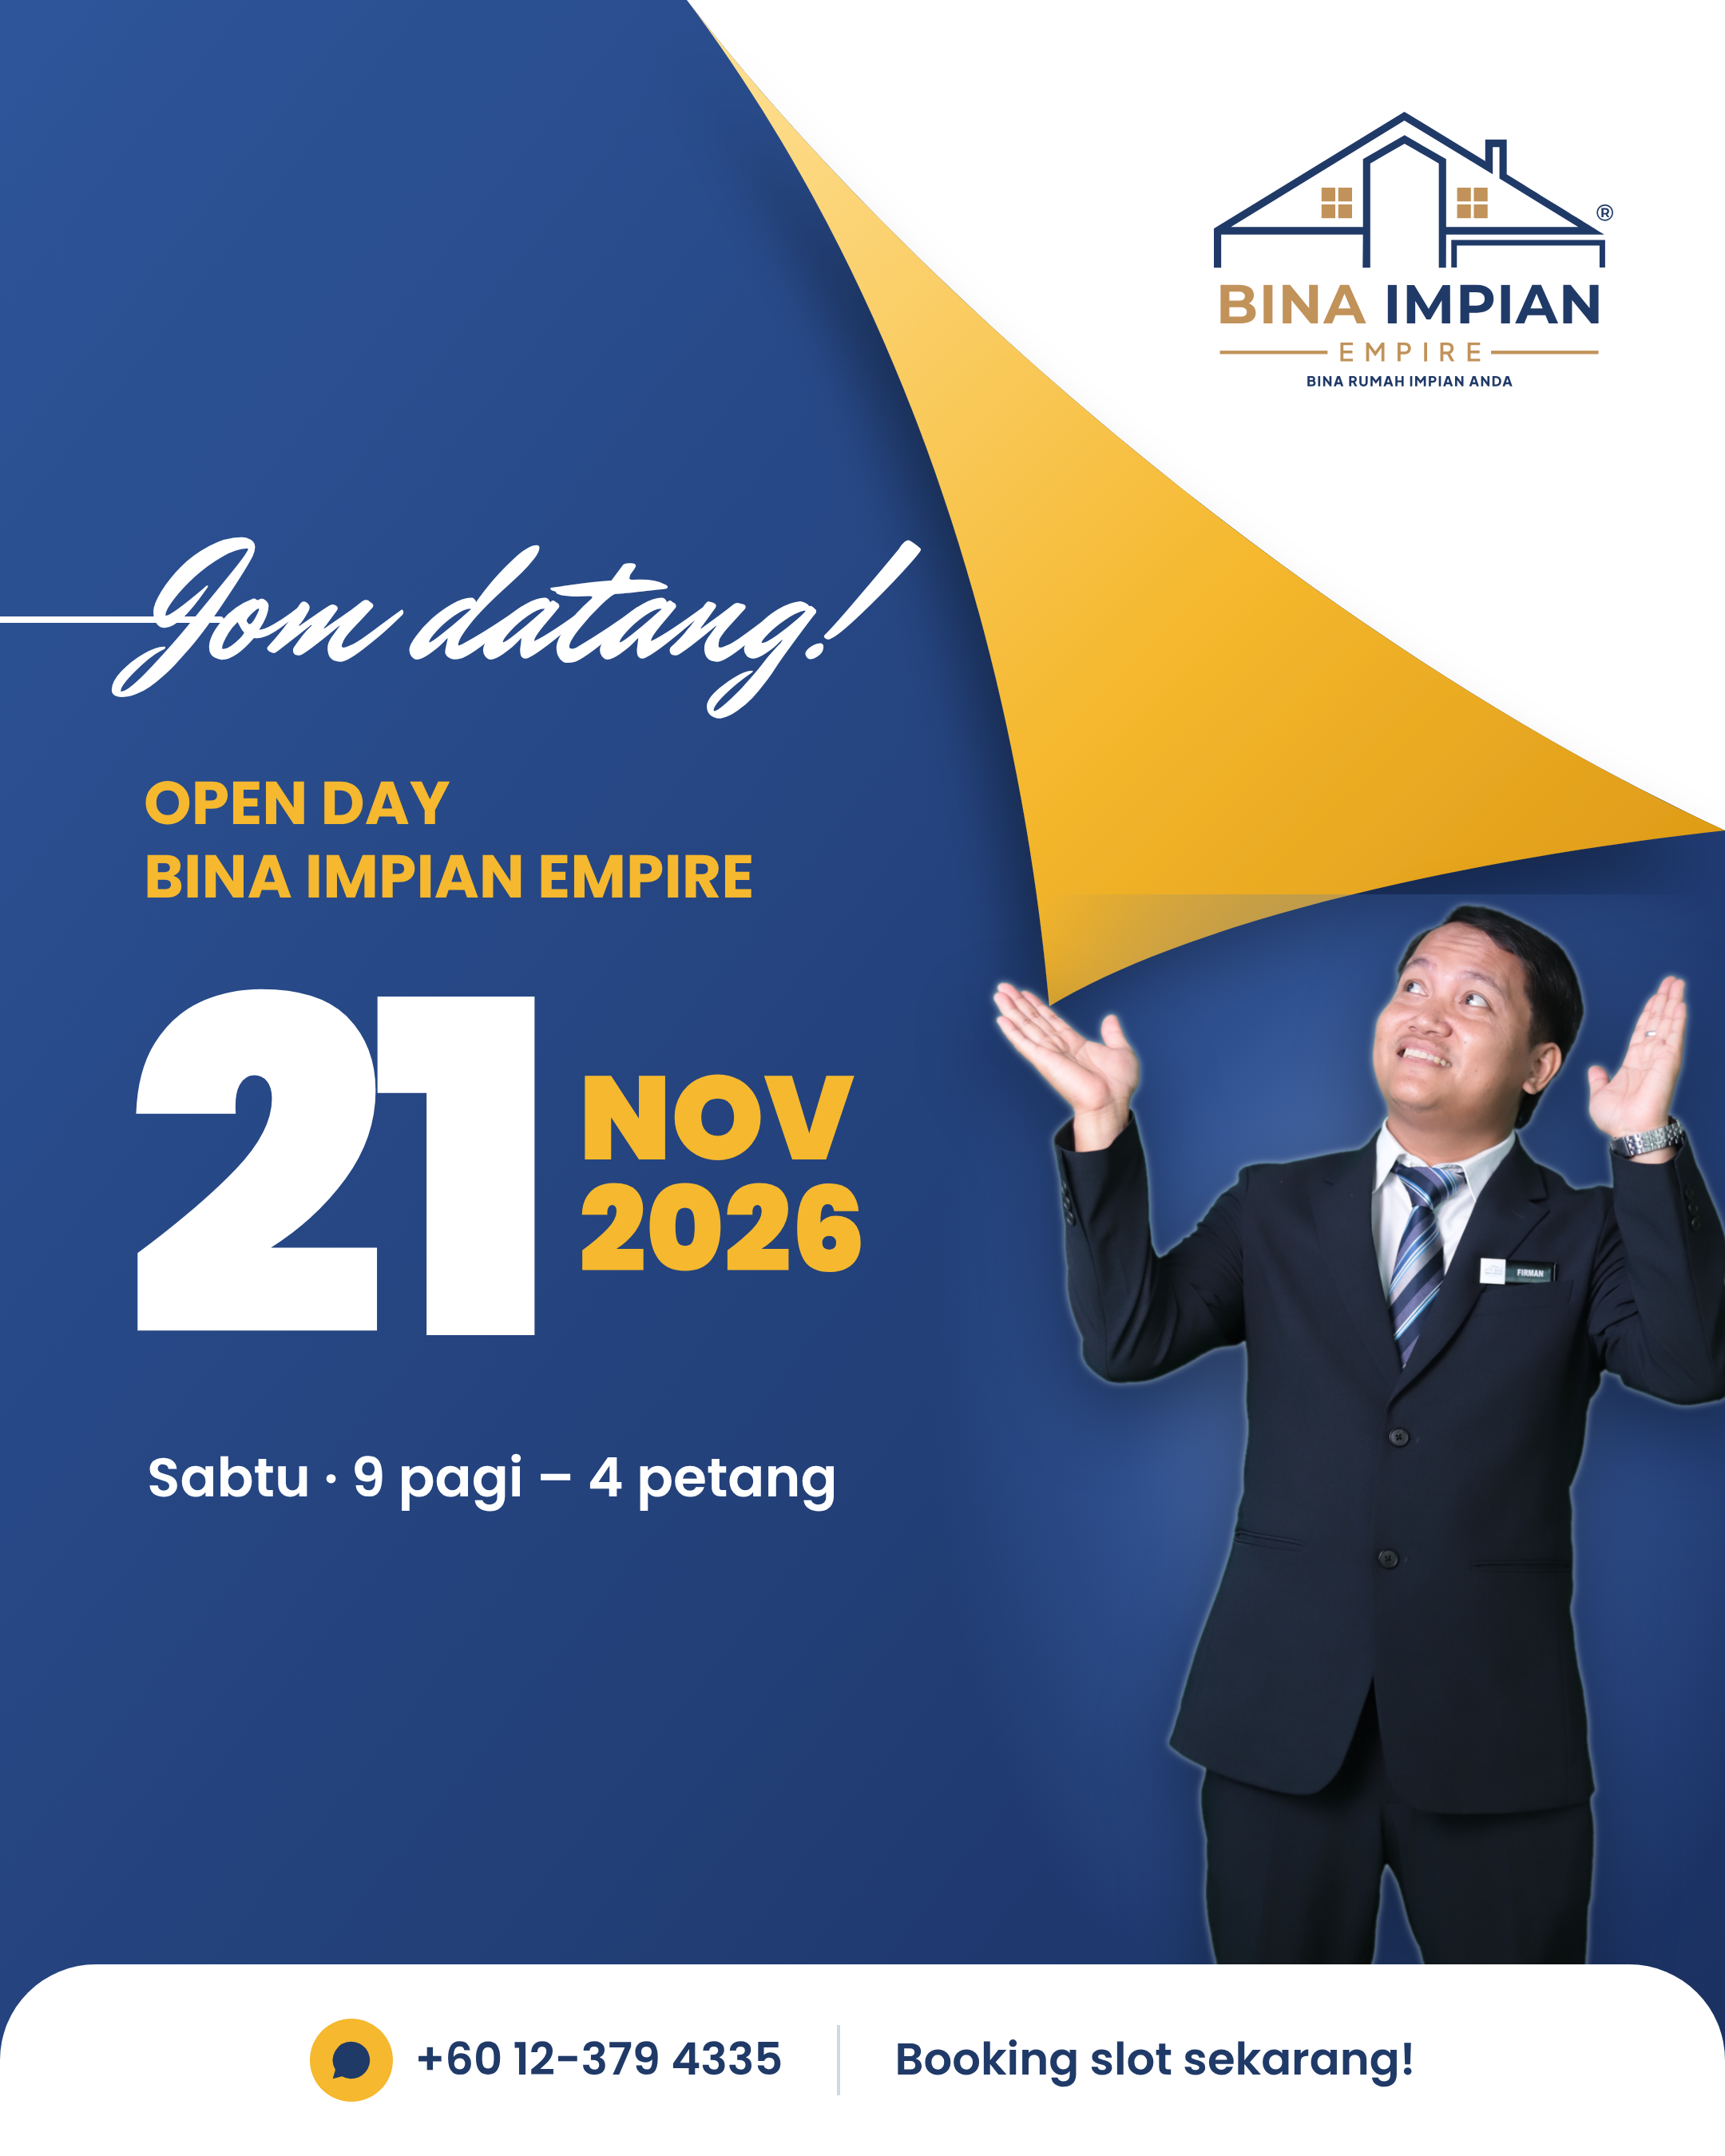 ®
BINA IMPIAN
EMPIRE
BINA RUMAH IMPIAN ANDA
Jom datang!
OPEN DAY
BINA IMPIAN EMPIRE
21
NOV
2026
FIRMAN
Sabtu · 9 pagi – 4 petang
+60 12-379 4335
Booking slot sekarang!